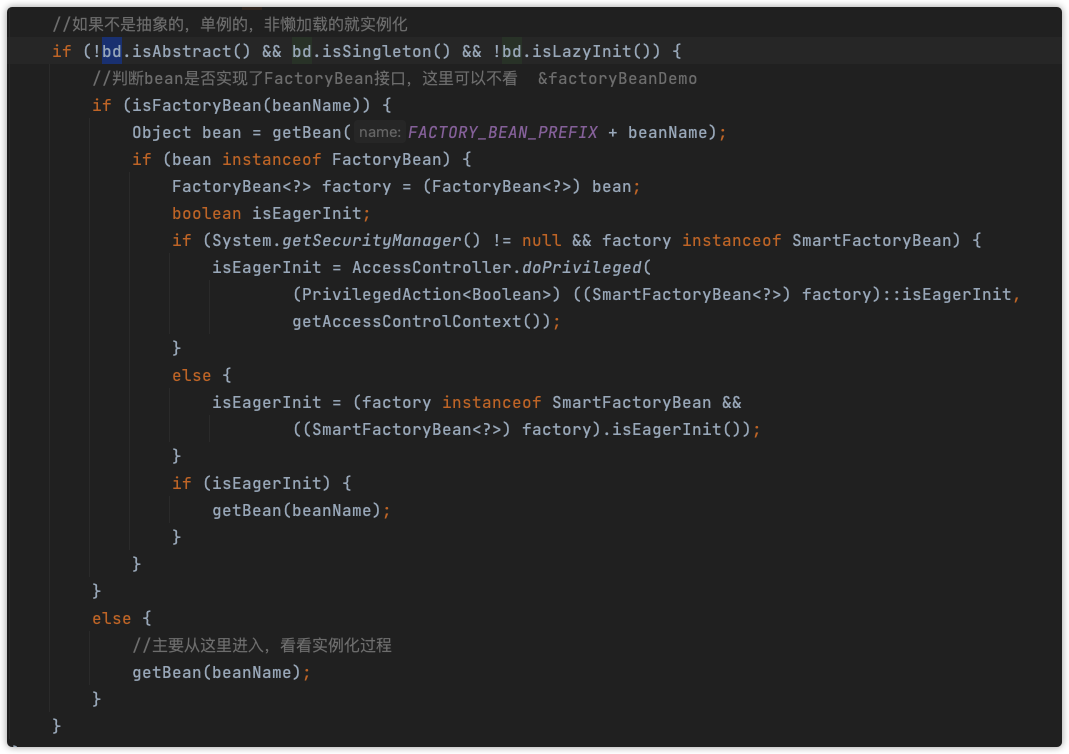 //如果不是抽象的，单例的，非懒加载的就实例化
if (!bd.isAbstract() && bd.isSingleton() && !bd.isLazyInit()) {
//判断bean是否实现了FactoryBean接口，这里可以不看  &factoryBeanDemo
if (isFactoryBean(beanName)) {
Object bean = getBean( name: FACTORY_BEAN_PREFIX + beanName);
if (bean instanceof FactoryBean) {
FactoryBean<?> factory = (FactoryBean<?>) bean;
boolean isEagerInit;
if (System.getSecurityManager() != null && factory instanceof SmartFactoryBean) {
isEagerInit = AccessController.doPrivileged(
(PrivilegedAction<Boolean>) ((SmartFactoryBean<?>) factory)::isEagerInit,
getAccessControlContext());
}
else {
isEagerInit = (factory instanceof SmartFactoryBean &&
((SmartFactoryBean<?>) factory).isEagerInit());
}
if (isEagerInit) {
getBean(beanName);
}
}
}
else {
//主要从这里进入，看看实例化过程
getBean(beanName);
}
}